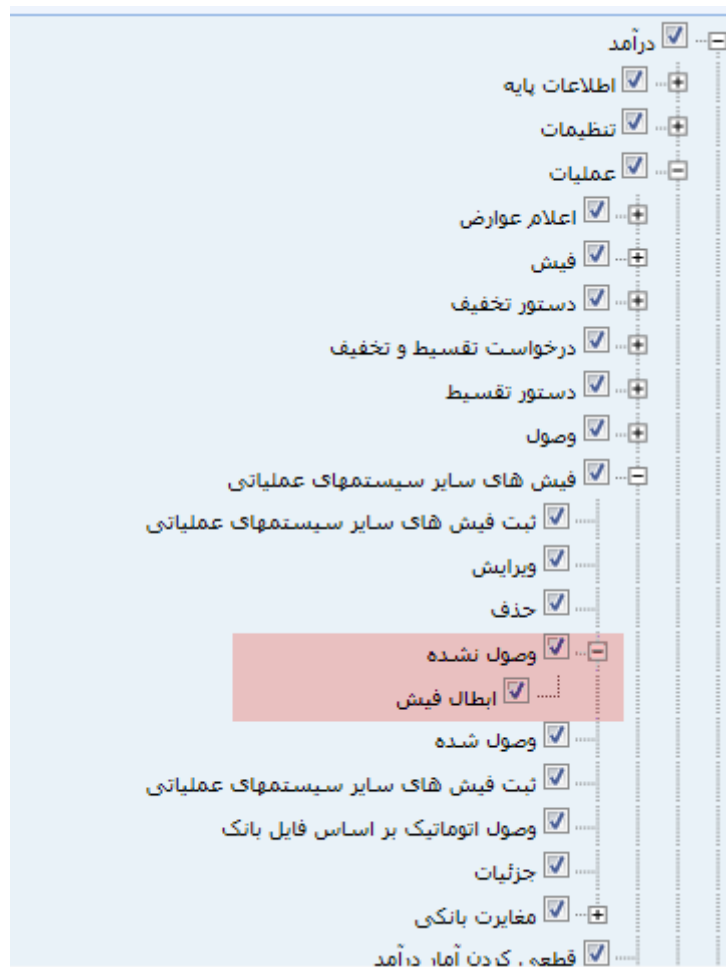 درآمد
اطلاعات پایه
تنظیمات
عملیات
اعلام عوارض
فیش
دستور تخفیف
درخواست تقسیط و تخفیف
دستور تقسیط
وصول
فیش های سایر سیستمهای عملیاتی
ثبت فیش های سایر سیستمهای عملیاتی
ویرایش
حذف
وصول نشده
ابطال فیش
وصول شده
ثبت فیش های سایر سیستمهای عملیاتی
وصول اتوماتیک بر اساس فایل بانک
جزئیات
مغایرت بانکی
قطعی کردن آمار درآمد